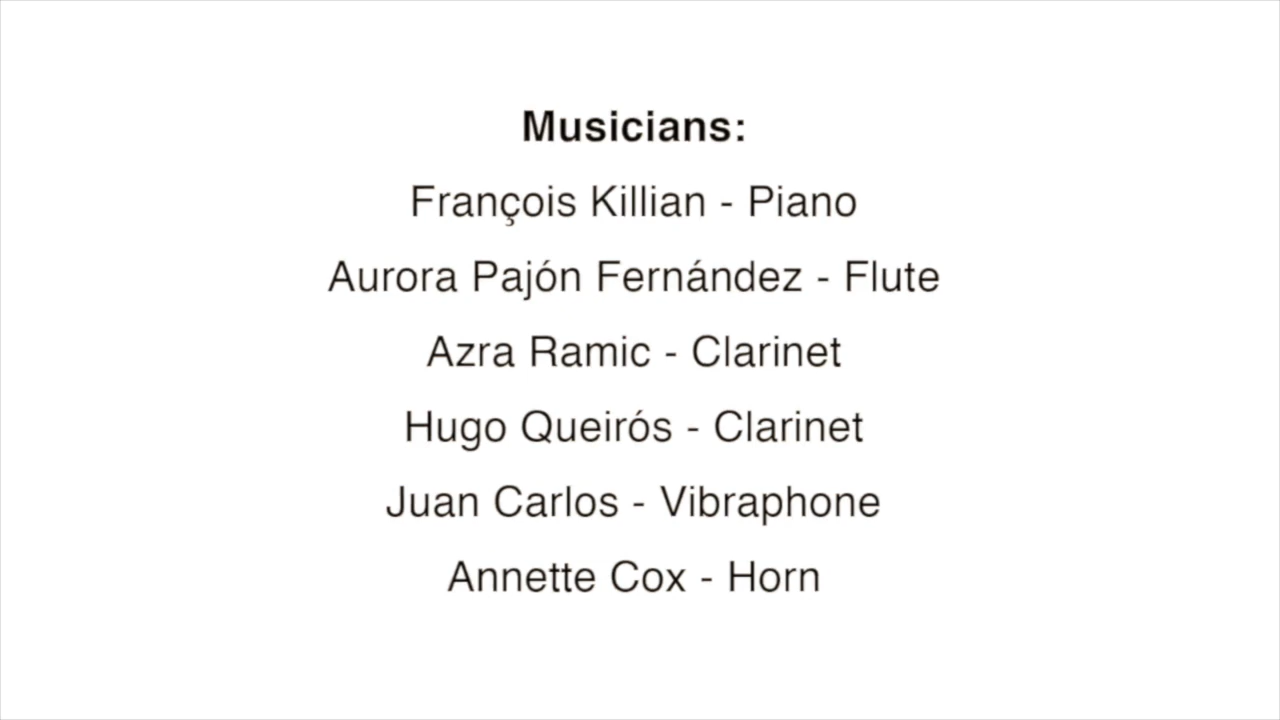 Musicians:
François Killian - Piano
Aurora Pajón Fernández - Flute
Azra Ramic - Clarinet
Hugo Queirós - Clarinet
Juan Carlos - Vibraphone
Annette Cox - Horn